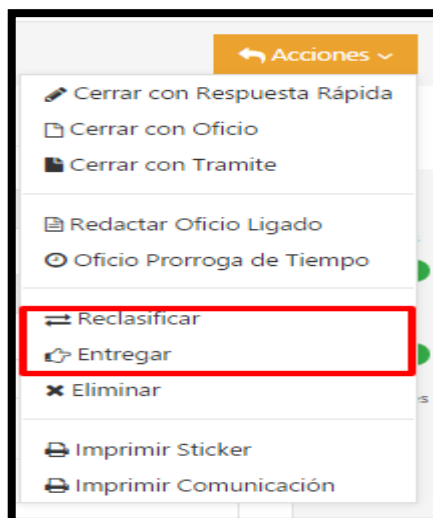 Acciones
Cerrar con Respuesta Rápida
Cerrar con Oficio
Cerrar con Tramite
Redactar Oficio Ligado
Oficio Prorroga de Tiempo
Reclasificar
Entregar
Eliminar
Imprimir Sticker
Imprimir Comunicación